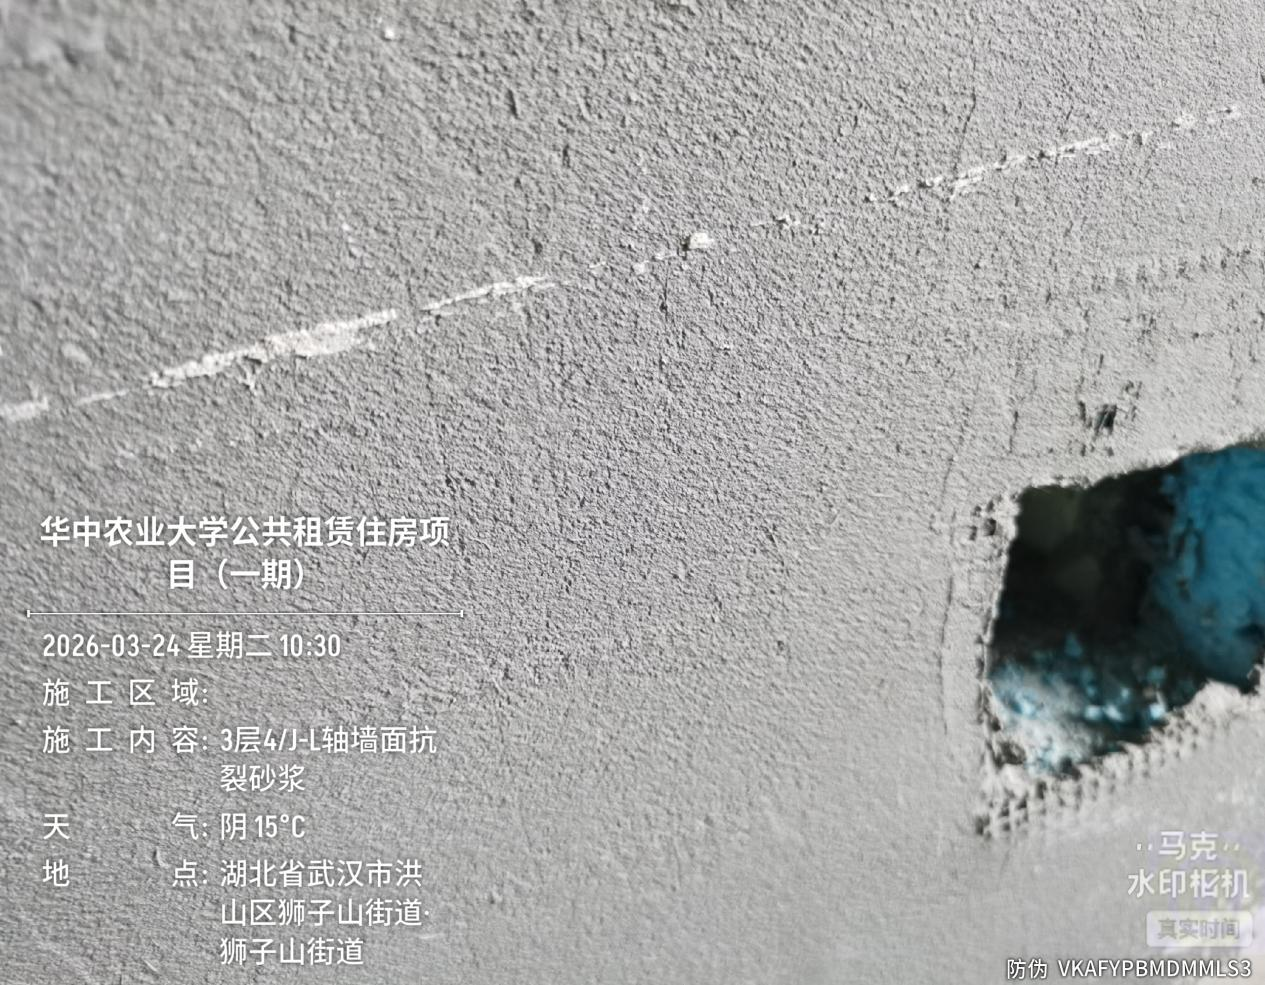 华中农业大学公共租赁住房项
目（一期）
2026-03-24 星期二 10:30
施工区域:
施工内容: 3层4/J-L轴墙面抗
裂砂浆
天气: 阴 15°C
地点: 湖北省武汉市洪
山区狮子山街道·
狮子山街道
马克
水印相机
真实时间
防伪 VKAFYPBMDMMLS3